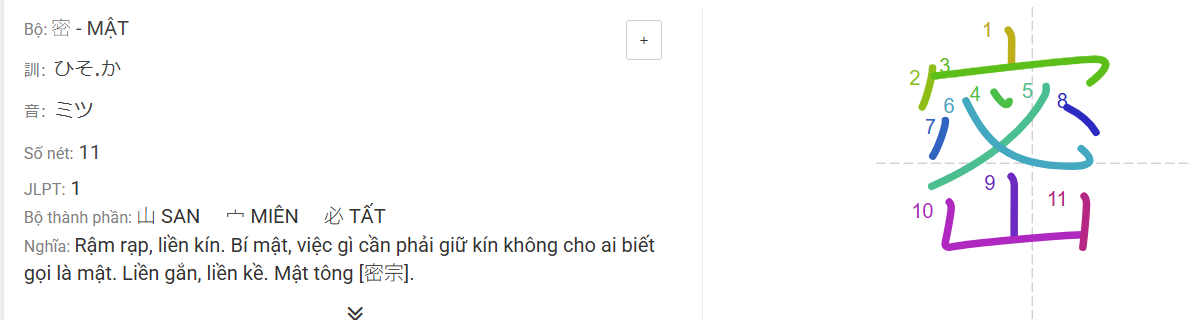 Bộ: 密 - MẬT
+
訓: ひそ.か
音: ミツ
Số nét: 11
JLPT: 1
Bộ thành phần: 山 SAN 宀 MIÊN 必 TẤT
Nghĩa: Rậm rạp, liền kín. Bí mật, việc gì cần phải giữ kín không cho ai biết
gọi là mật. Liền gắn, liền kề. Mật tông [密宗].
密
1
2
3
4
5
6
7
8
9
10
11